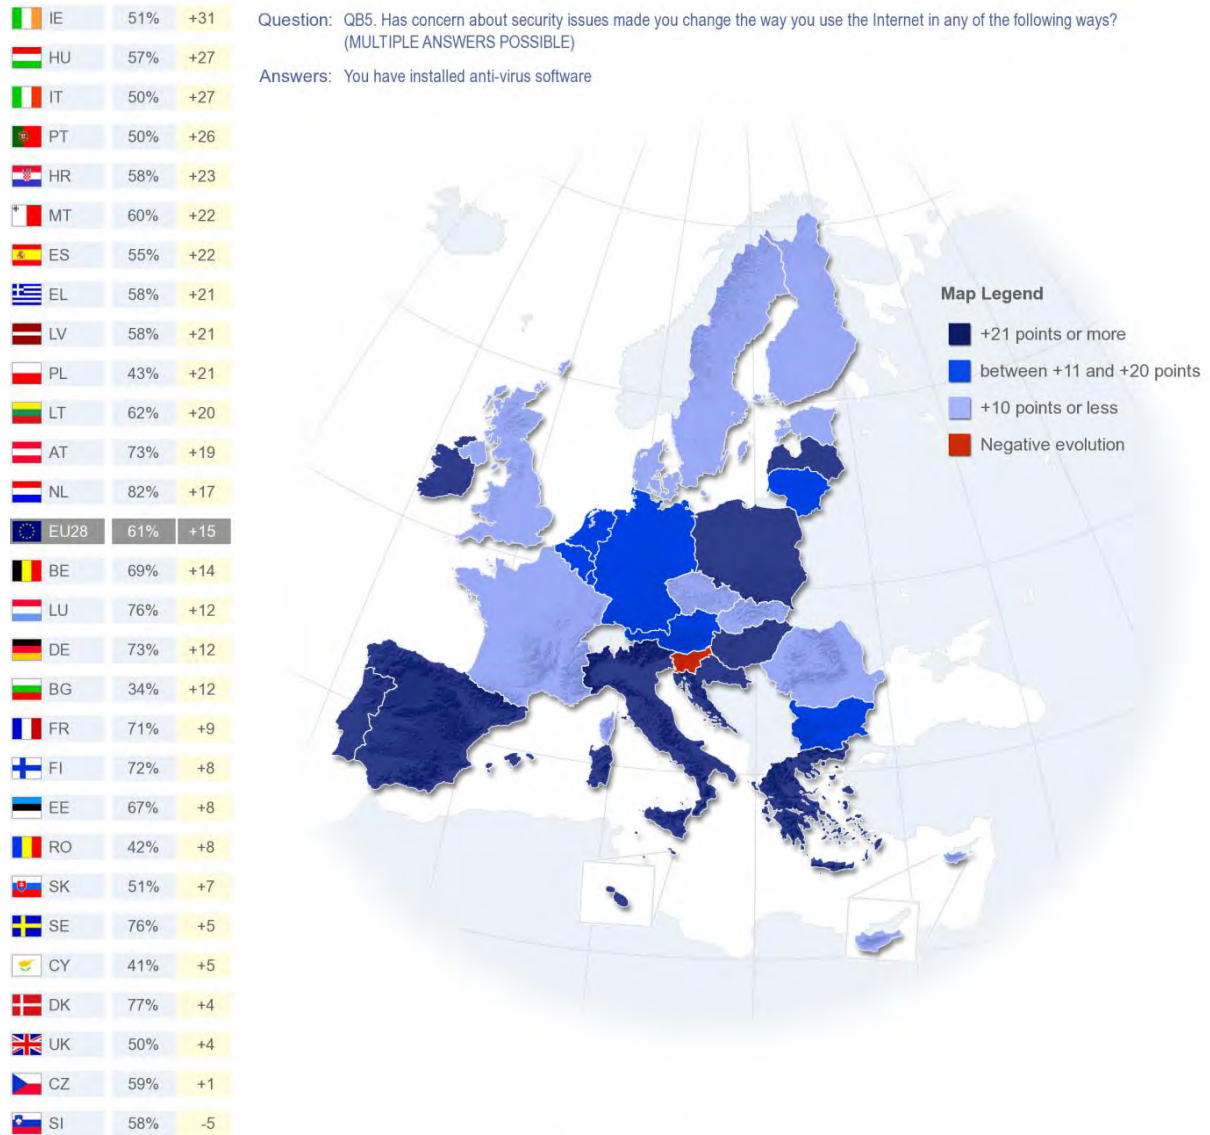 IE 51% +31
HU 57% +27
IT 50% +27
PT 50% +26
HR 58% +23
MT 60% +22
ES 55% +22
EL 58% +21
LV 58% +21
PL 43% +21
LT 62% +20
AT 73% +19
NL 82% +17
EU28 61% +15
BE 69% +14
LU 76% +12
DE 73% +12
BG 34% +12
FR 71% +9
FI 72% +8
EE 67% +8
RO 42% +8
SK 51% +7
SE 76% +5
CY 41% +5
DK 77% +4
UK 50% +4
CZ 59% +1
SI 58% -5
Question: QB5. Has concern about security issues made you change the way you use the Internet in any of the following ways?
(MULTIPLE ANSWERS POSSIBLE)
Answers: You have installed anti-virus software
Map Legend
+21 points or more
between +11 and +20 points
+10 points or less
Negative evolution